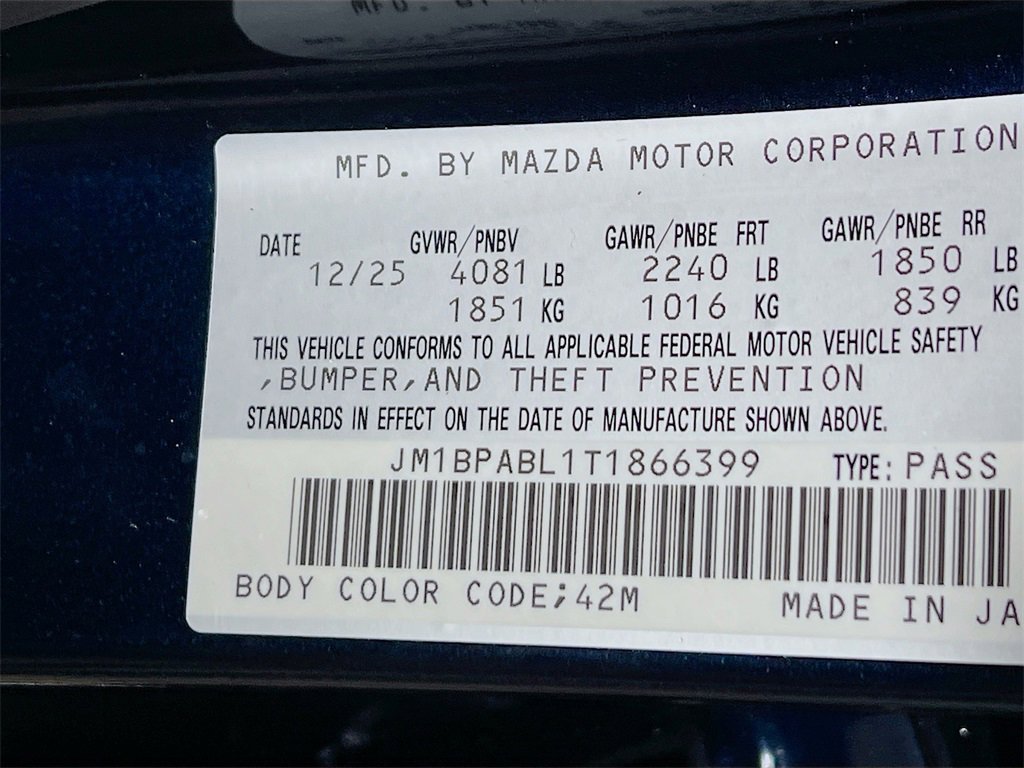 MFD. BY MAZDA MOTOR CORPORATION
DATE GVWR/PNBV GAWR/PNBE FRT GAWR/PNBE RR
12/25 4081 LB 2240 LB 1850 LB
1851 KG 1016 KG 839 KG
THIS VEHICLE CONFORMS TO ALL APPLICABLE FEDERAL MOTOR VEHICLE SAFETY
,BUMPER,AND THEFT PREVENTION
STANDARDS IN EFFECT ON THE DATE OF MANUFACTURE SHOWN ABOVE.
JM1BPABL1T1866399 TYPE: PASS
BODY COLOR CODE;42M MADE IN JA